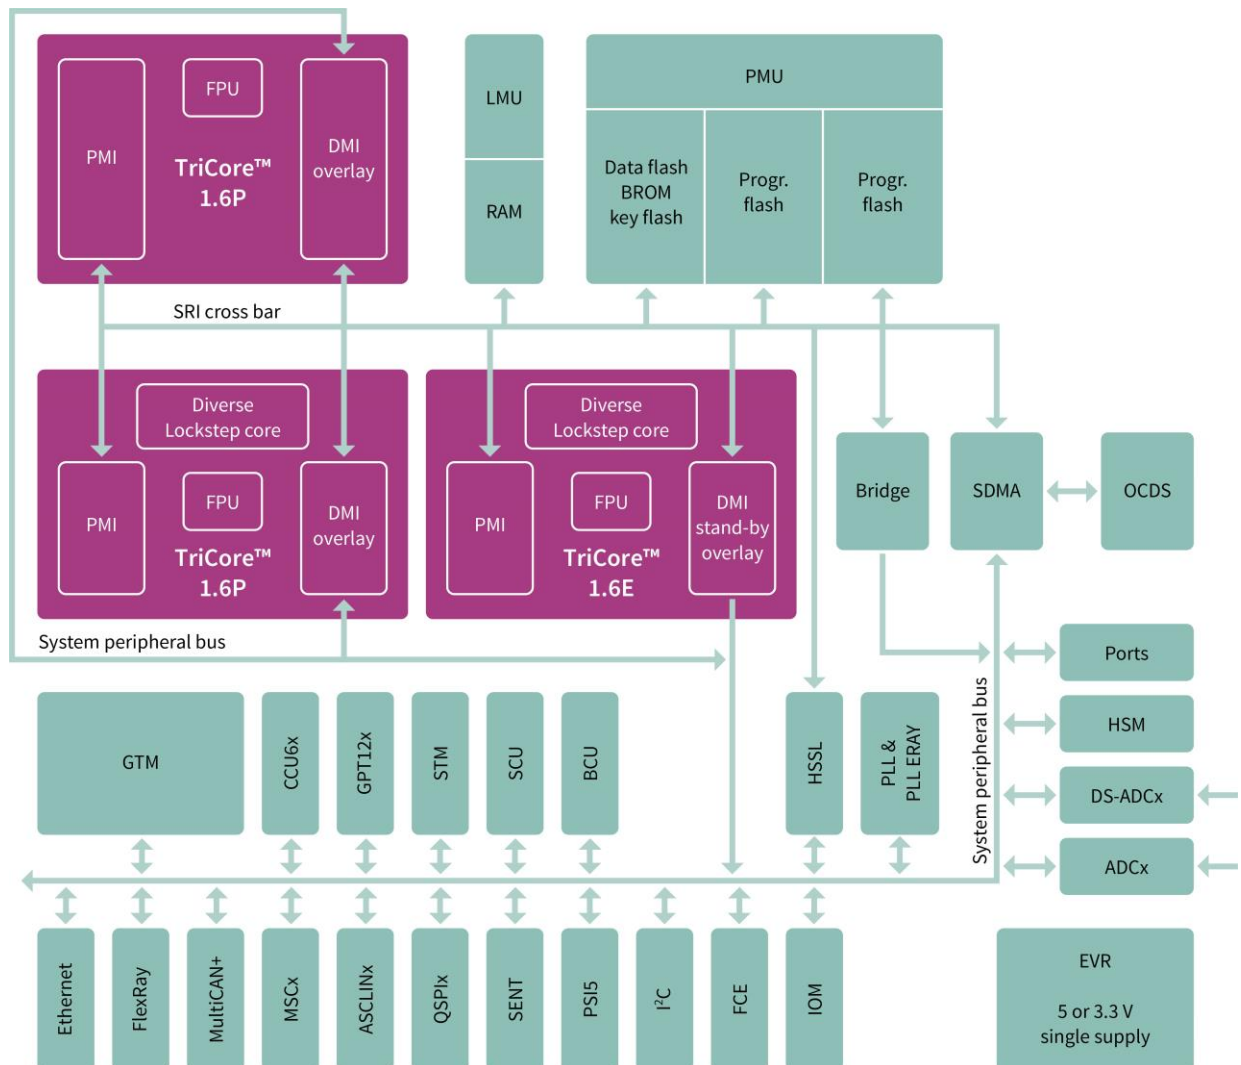 PMI
FPU
TriCore™
1.6P
DMI
overlay
LMU
RAM
PMU
Data flash
BROM
key flash
Progr.
flash
Progr.
flash
SRI cross bar
Diverse
Lockstep core
PMI
FPU
TriCore™
1.6P
DMI
overlay
Diverse
Lockstep core
PMI
FPU
TriCore™
1.6E
DMI
stand-by
overlay
Bridge
SDMA
OCDS
System peripheral bus
System peripheral bus
Ports
HSM
DS-ADCx
ADCx
GTM
CCU6x
GPT12x
STM
SCU
BCU
HSSL
PLL &
PLL ERAY
Ethernet
FlexRay
MultiCAN+
MSCx
ASCLINx
QSPIx
SENT
PSI5
I²C
FCE
IOM
EVR
5 or 3.3 V
single supply